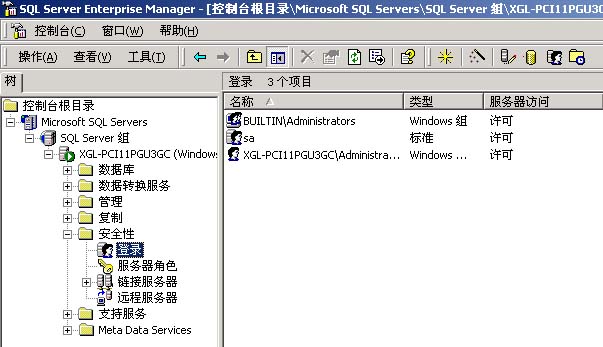 SQL Server Enterprise Manager - [控制台根目录\Microsoft SQL Servers\SQL Server 组\XGL-PCI11PGU3G
控制台(C) 窗口(W) 帮助(H)
操作(A) 查看(V) 工具(T)
树
登录 3 个项目
控制台根目录
Microsoft SQL Servers
SQL Server 组
XGL-PCI11PGU3GC (Window
数据库
数据转换服务
管理
复制
安全性
登录
服务器角色
链接服务器
远程服务器
支持服务
Meta Data Services
名称 类型 服务器访问
BUILTIN\Administrators Windows 组 许可
sa 标准 许可
XGL-PCI11PGU3GC\Administra... Windows ... 许可